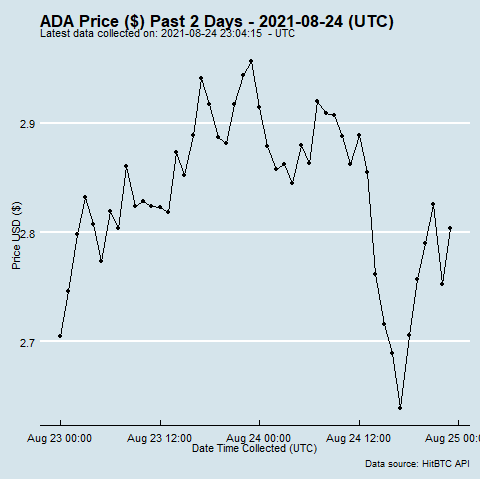 ADA Price ($) Past 2 Days - 2021-08-24 (UTC)
Latest data collected on: 2021-08-24 23:04:15 - UTC
2.9
2.8
2.7
Price USD ($)
Aug 23 00:00 Aug 23 12:00 Aug 24 00:00 Aug 24 12:00 Aug 25 00:
Date Time Collected (UTC)
Data source: HitBTC API